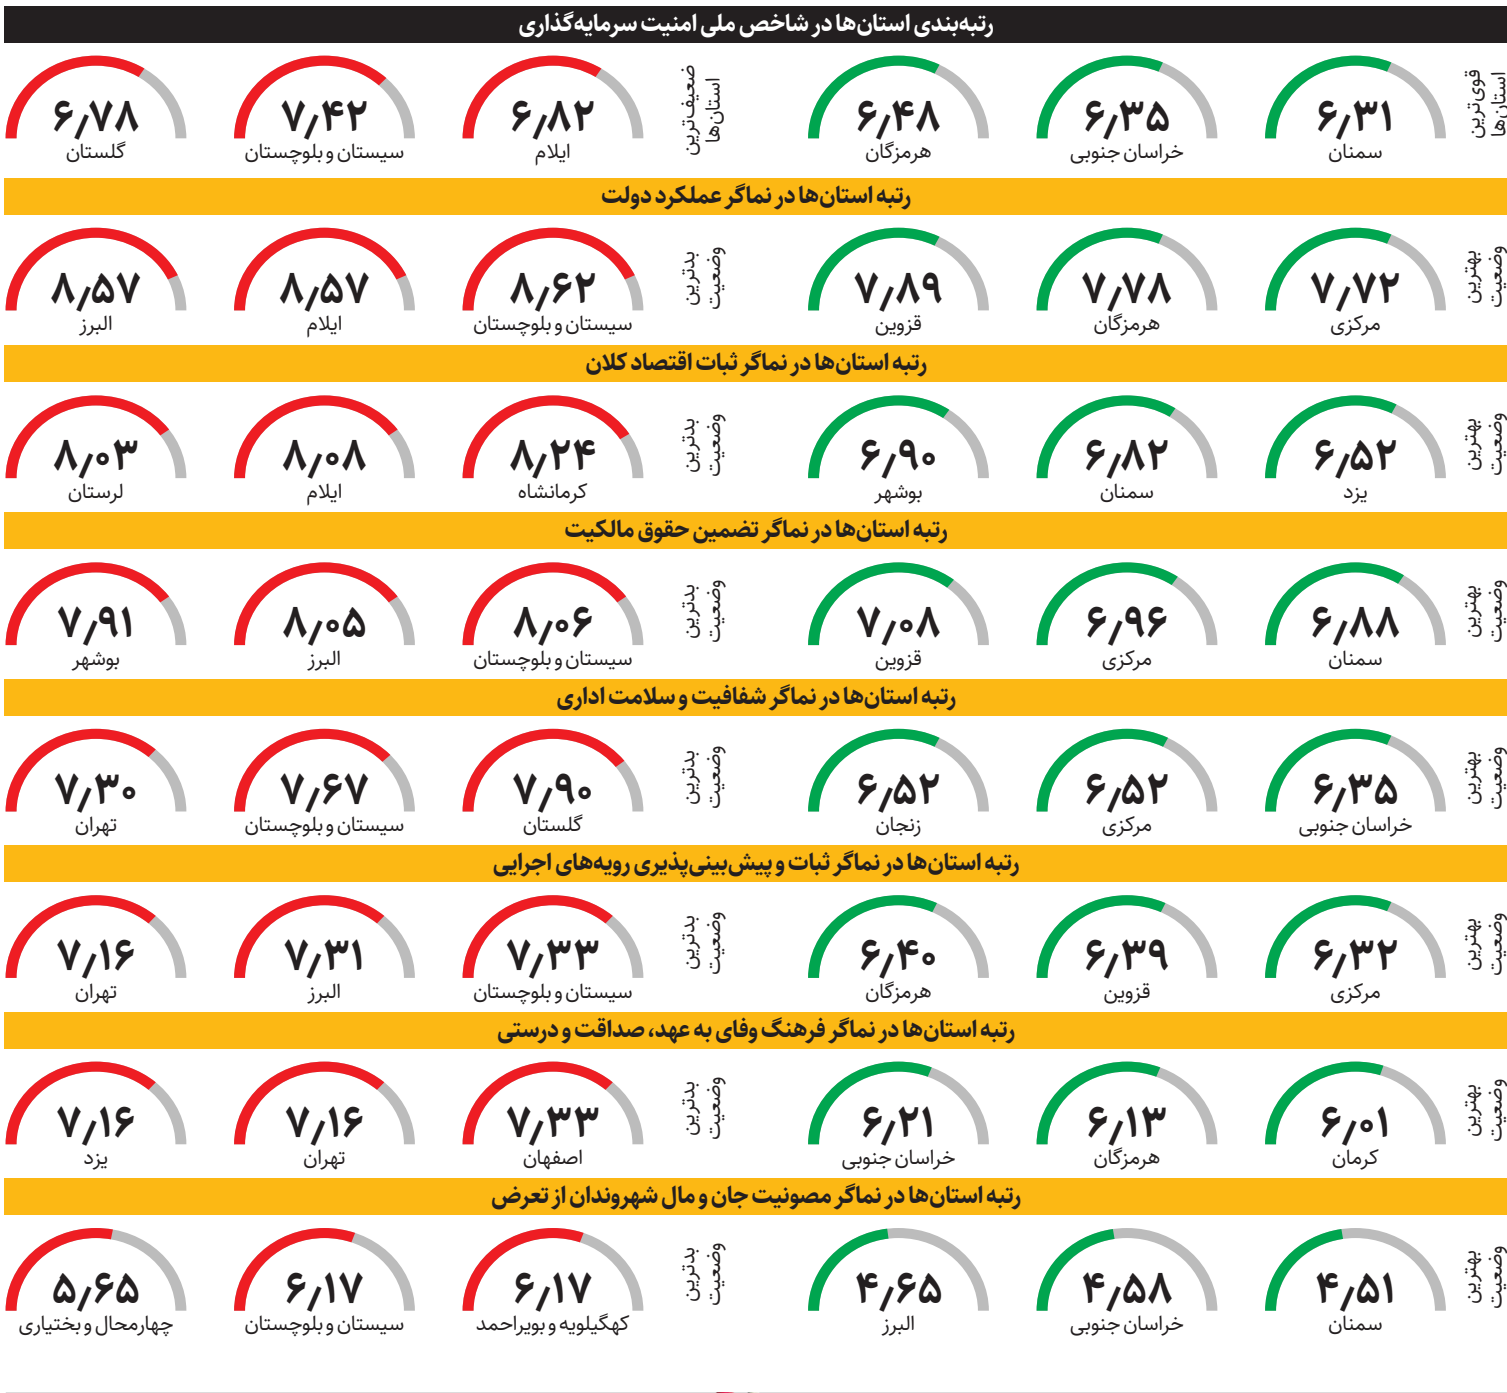 رتبه‌بندی استان‌ها در شاخص ملی امنیت سرمایه‌گذاری
قوی‌ترین
استان‌ها
۶٫۳۱
سمنان
۶٫۳۵
خراسان جنوبی
۶٫۴۸
هرمزگان
ضعیف‌ترین
استان‌ها
۶٫۸۲
ایلام
۷٫۴۲
سیستان و بلوچستان
۶٫۷۸
گلستان
رتبه استان‌ها در نماگر عملکرد دولت
بهترین
وضعیت
۷٫۷۲
مرکزی
۷٫۷۸
هرمزگان
۷٫۸۹
قزوین
بدترین
وضعیت
۸٫۶۲
سیستان و بلوچستان
۸٫۵۷
ایلام
۸٫۵۷
البرز
رتبه استان‌ها در نماگر ثبات اقتصاد کلان
بهترین
وضعیت
۶٫۵۲
یزد
۶٫۸۲
سمنان
۶٫۹۰
بوشهر
بدترین
وضعیت
۸٫۲۴
کرمانشاه
۸٫۰۸
ایلام
۸٫۰۳
لرستان
رتبه استان‌ها در نماگر تضمین حقوق مالکیت
بهترین
وضعیت
۶٫۸۸
سمنان
۶٫۹۶
مرکزی
۷٫۰۸
قزوین
بدترین
وضعیت
۸٫۰۶
سیستان و بلوچستان
۸٫۰۵
البرز
۷٫۹۱
بوشهر
رتبه استان‌ها در نماگر شفافیت و سلامت اداری
بهترین
وضعیت
۶٫۳۵
خراسان جنوبی
۶٫۵۲
مرکزی
۶٫۵۲
زنجان
بدترین
وضعیت
۷٫۹۰
گلستان
۷٫۶۷
سیستان و بلوچستان
۷٫۳۰
تهران
رتبه استان‌ها در نماگر ثبات و پیش‌بینی‌پذیری رویه‌های اجرایی
بهترین
وضعیت
۶٫۳۲
مرکزی
۶٫۳۹
قزوین
۶٫۴۰
هرمزگان
بدترین
وضعیت
۷٫۳۳
سیستان و بلوچستان
۷٫۳۱
البرز
۷٫۱۶
تهران
رتبه استان‌ها در نماگر فرهنگ وفای به عهد، صداقت و درستی
بهترین
وضعیت
۶٫۰۱
کرمان
۶٫۱۳
هرمزگان
۶٫۲۱
خراسان جنوبی
بدترین
وضعیت
۷٫۳۳
اصفهان
۷٫۱۶
تهران
۷٫۱۶
یزد
رتبه استان‌ها در نماگر مصونیت جان و مال شهروندان از تعرض
بهترین
وضعیت
۴٫۵۱
سمنان
۴٫۵۸
خراسان جنوبی
۴٫۶۵
البرز
بدترین
وضعیت
۶٫۱۷
کهگیلویه و بویراحمد
۶٫۱۷
سیستان و بلوچستان
۵٫۶۵
چهارمحال و بختیاری